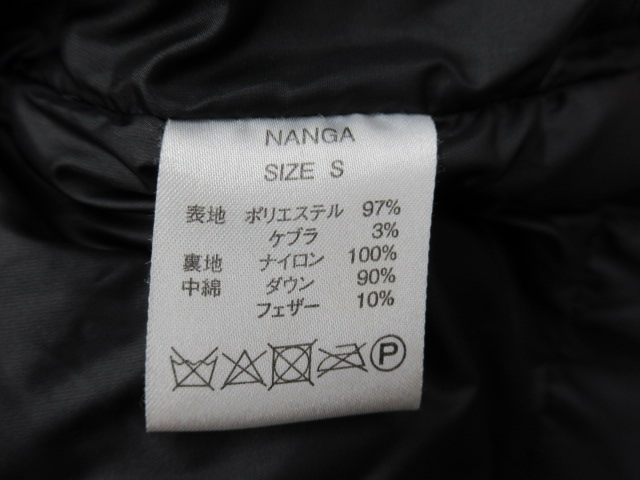 NANGA
SIZE S
表地 ポリエステル 97%
ケブラ 3%
裏地 ナイロン 100%
中綿 ダウン 90%
フェザー 10%
P